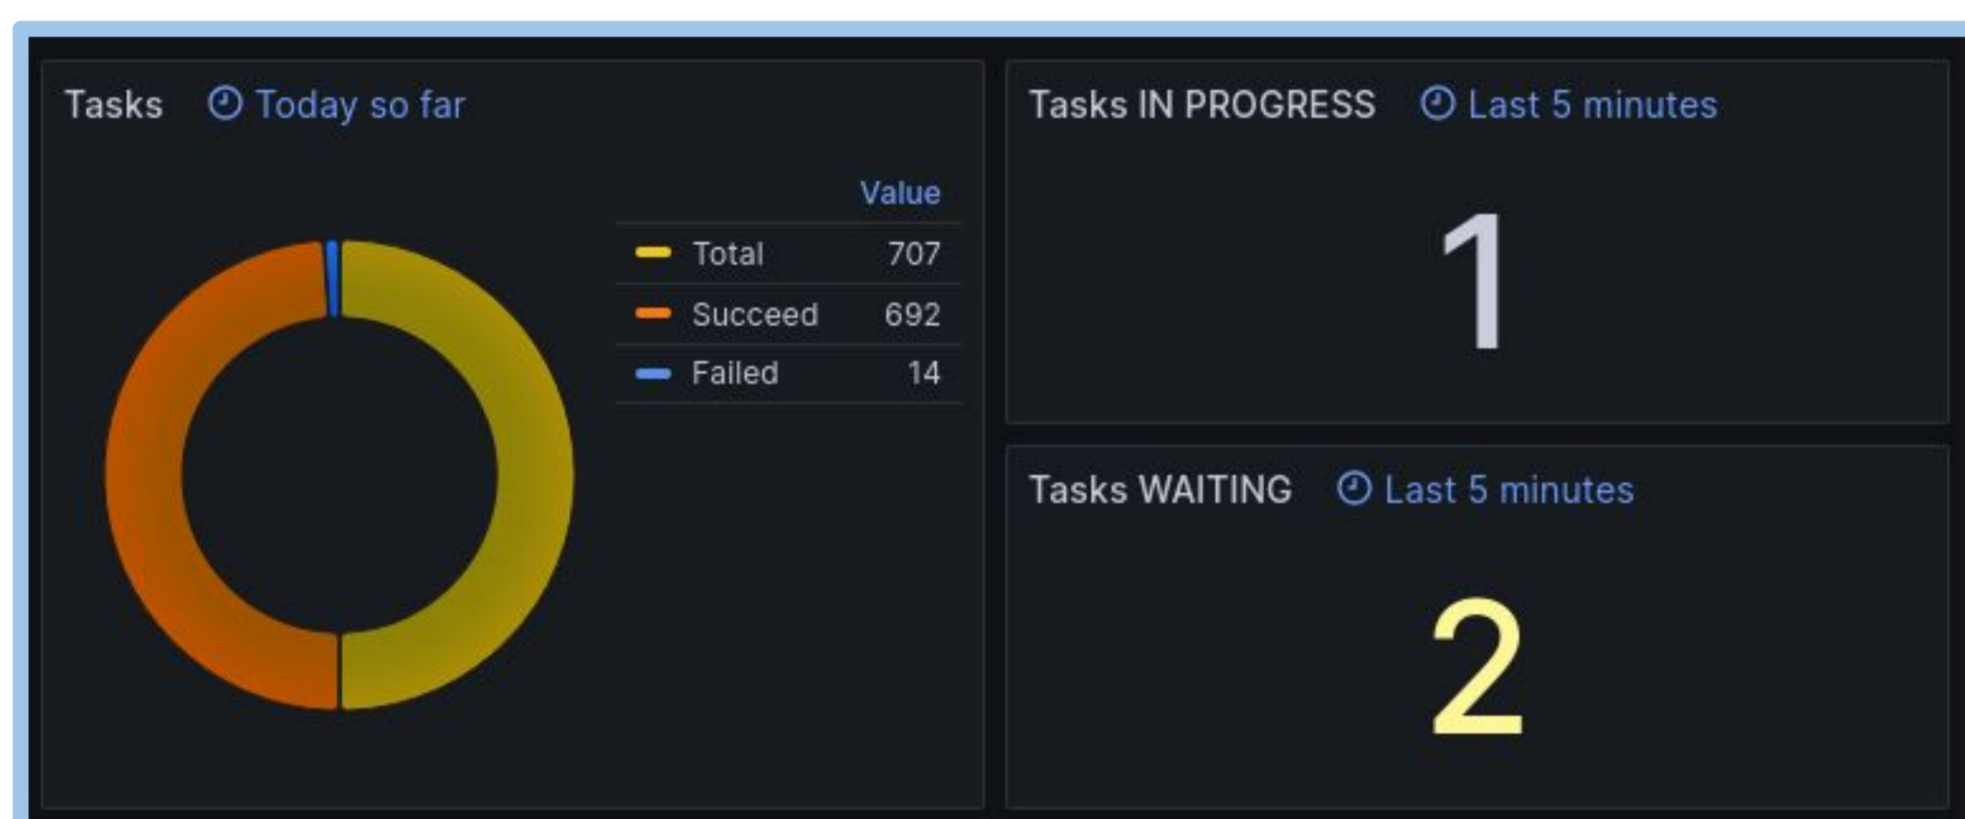 Tasks Today so far
Value
Total 707
Succeed 692
Failed 14
Tasks IN PROGRESS Last 5 minutes
1
Tasks WAITING Last 5 minutes
2